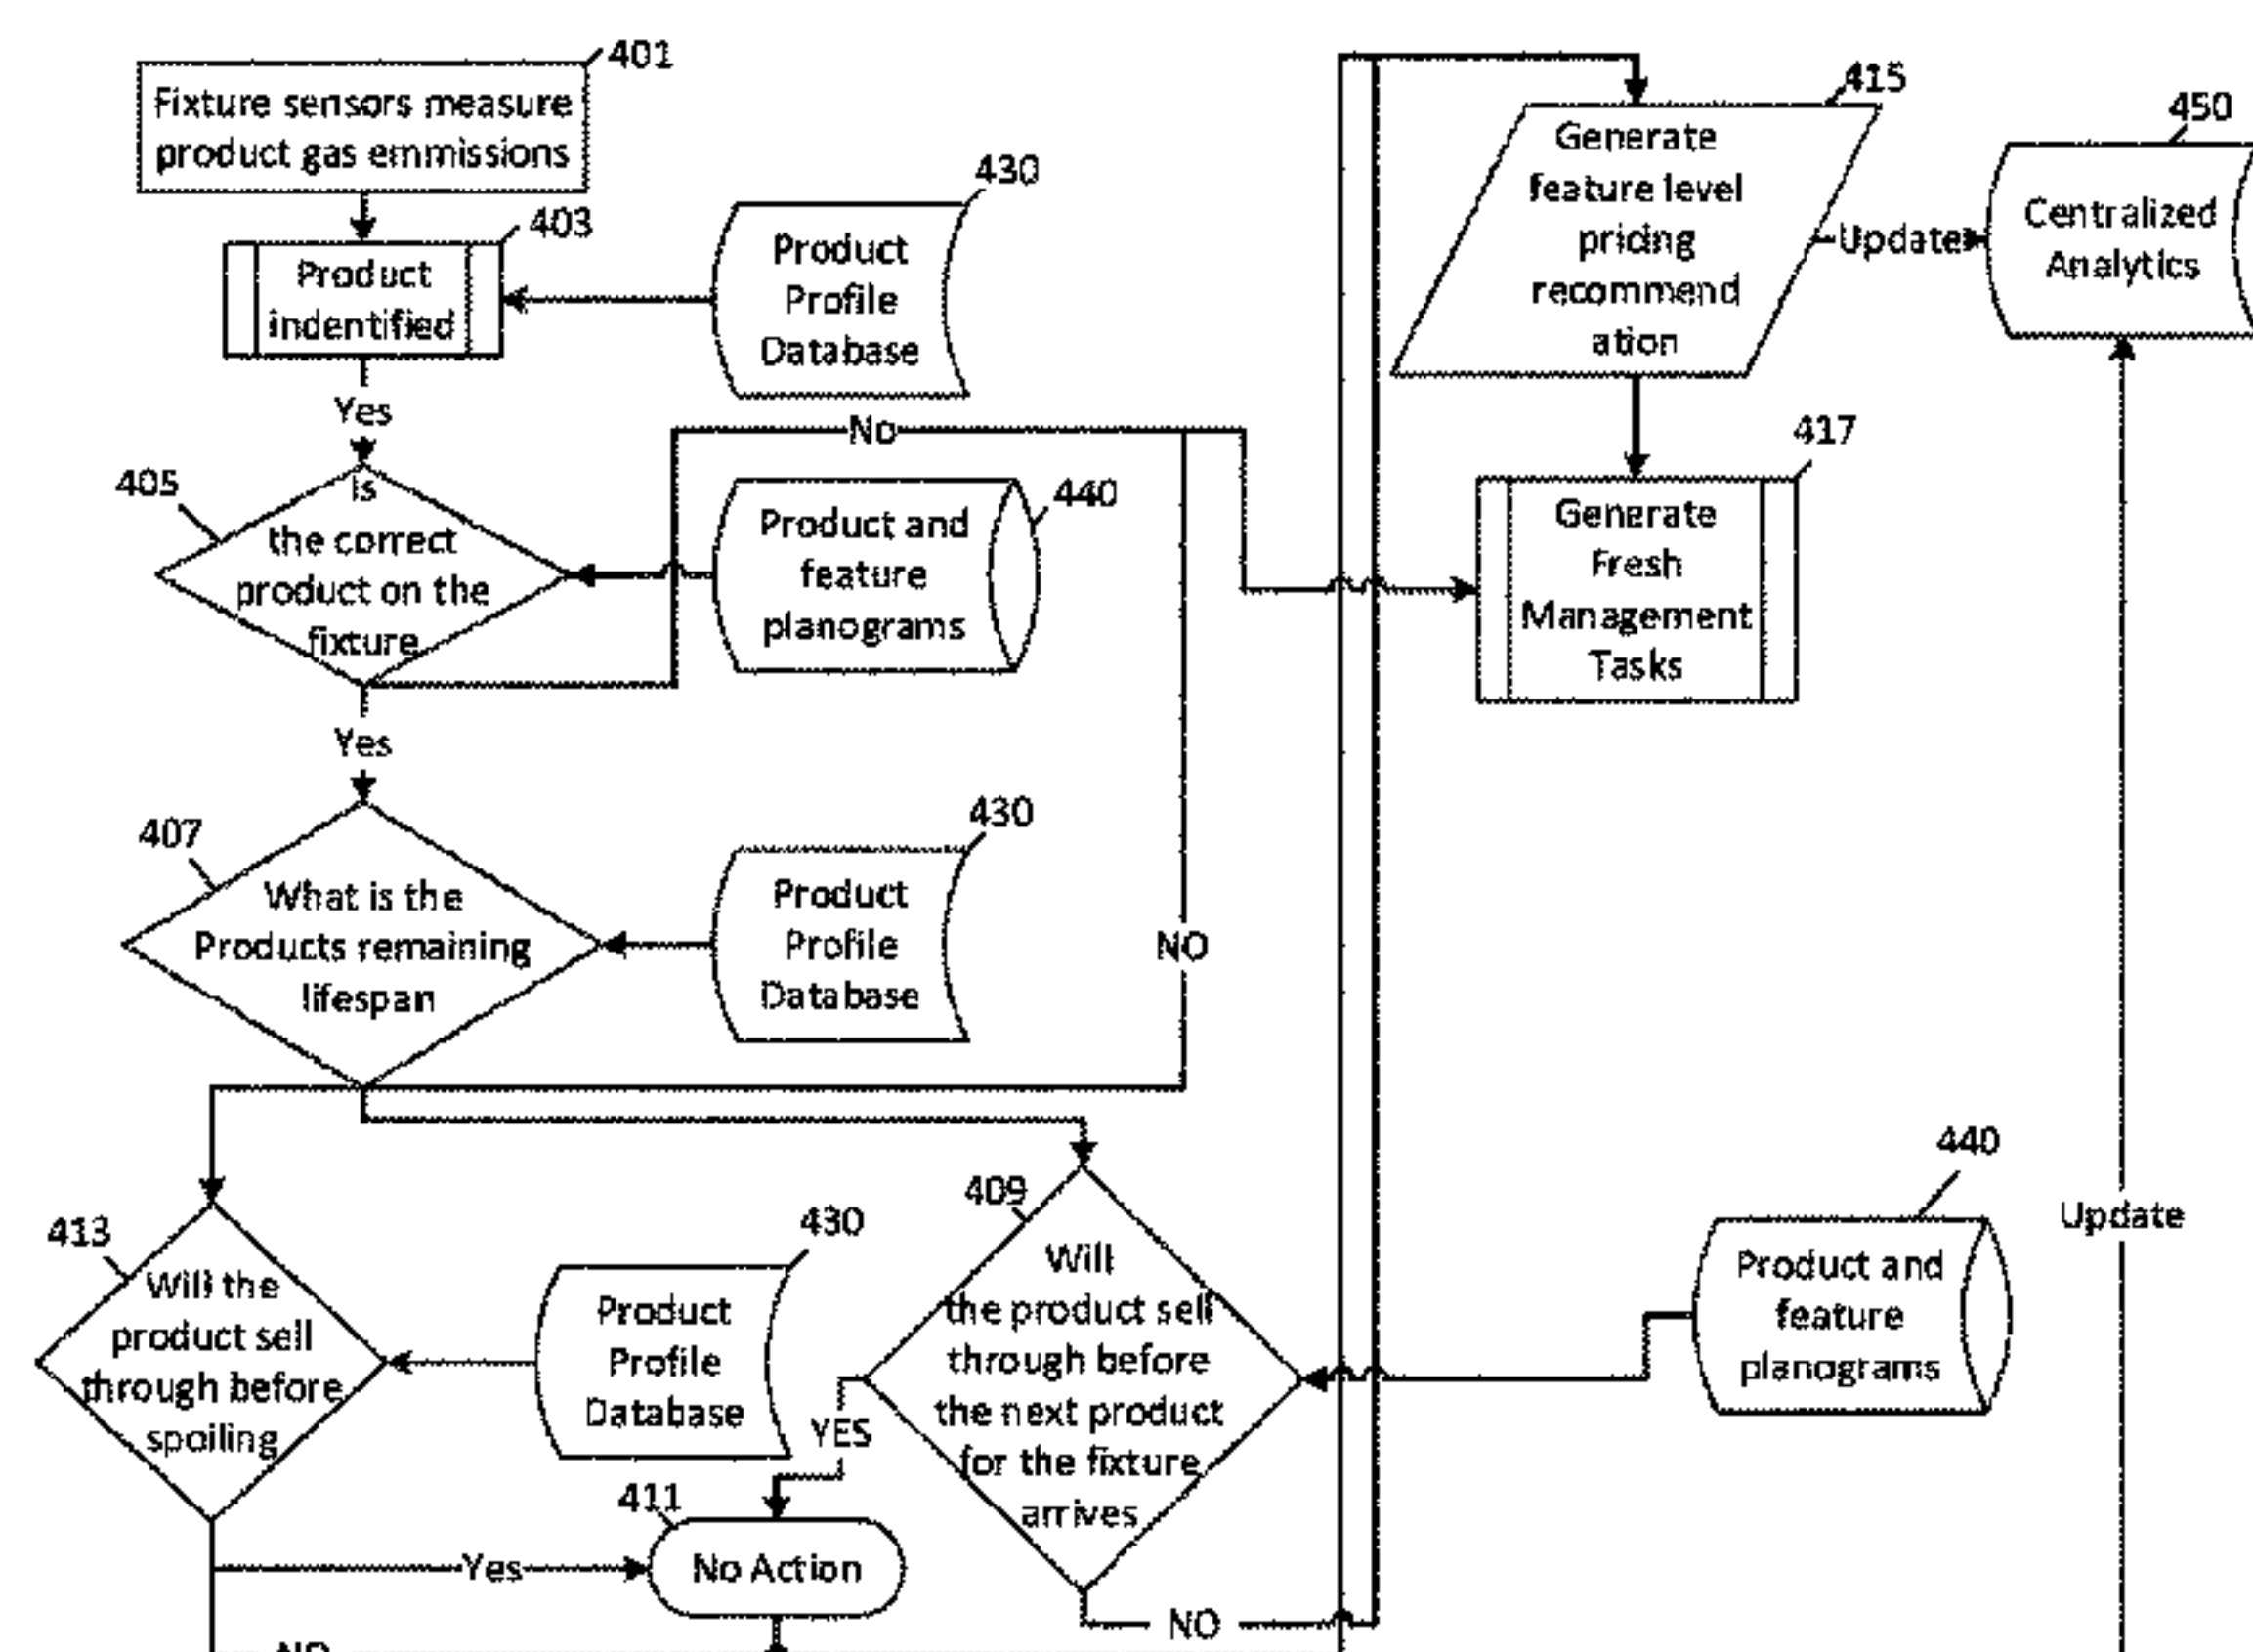 401
Fixture sensors measure
product gas emmissions
403
Product
indentified
430
Product
Profile
Database
Yes
No
405
Is
the correct
product on the
fixture
440
Product and
feature
planograms
Yes
407
What is the
Products remaining
lifespan
430
Product
Profile
Database
NO
413
Will the
product sell
through before
spoiling
430
Product
Profile
Database
409
Will
the product sell
through before
the next product
for the fixture
arrives
YES
411
No Action
Yes
NO
NO
415
Generate
feature level
pricing
recommend
ation
Update
450
Centralized
Analytics
417
Generate
Fresh
Management
Tasks
440
Product and
feature
planograms
Update